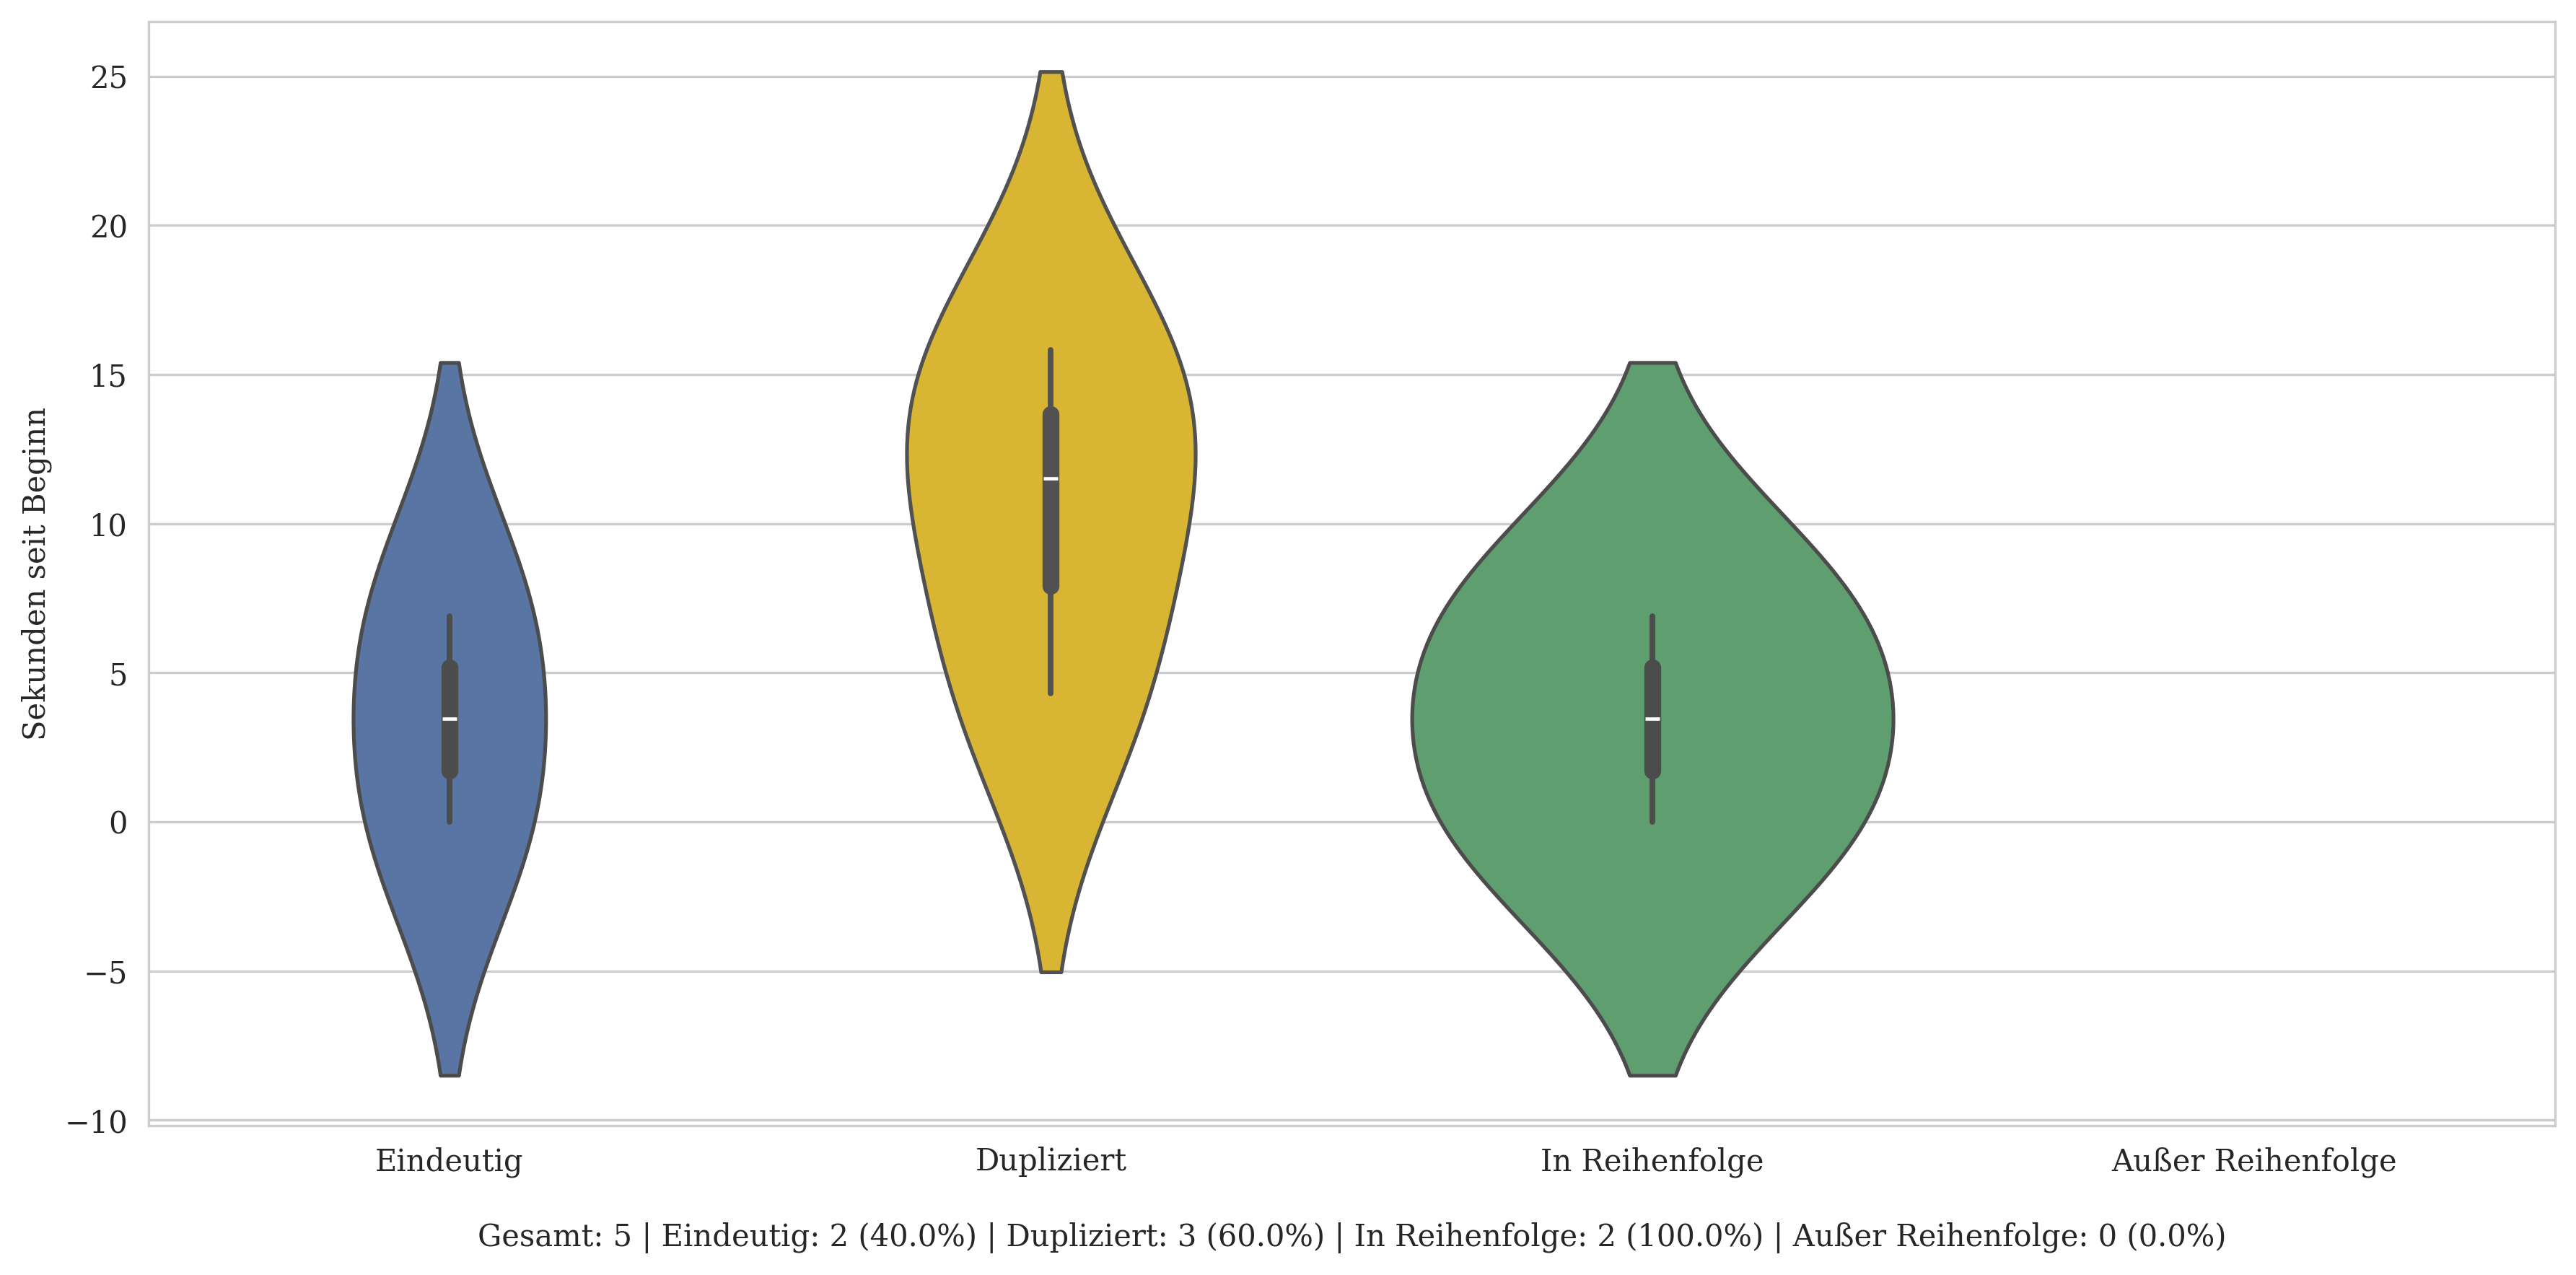 Sekunden seit Beginn
25
20
15
10
5
0
−5
−10
Eindeutig
Dupliziert
In Reihenfolge
Außer Reihenfolge
Gesamt: 5 | Eindeutig: 2 (40.0%) | Dupliziert: 3 (60.0%) | In Reihenfolge: 2 (100.0%) | Außer Reihenfolge: 0 (0.0%)